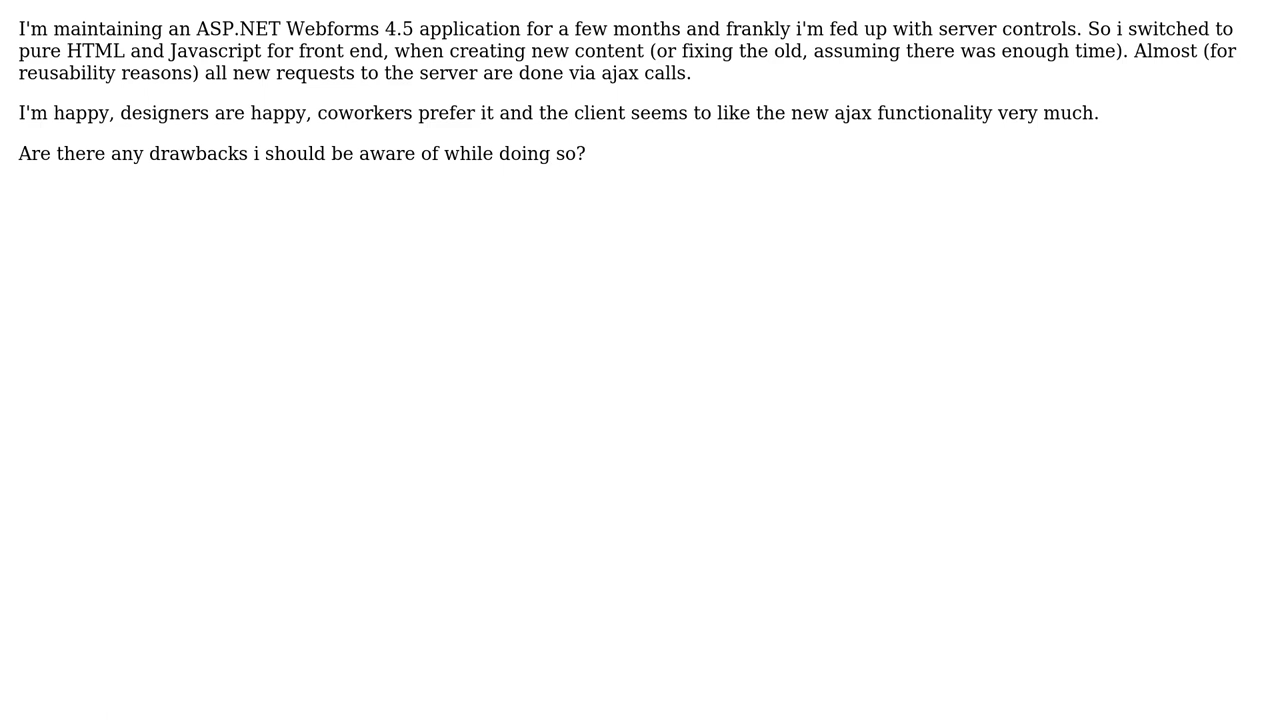 I'm maintaining an ASP.NET Webforms 4.5 application for a few months and frankly i'm fed up with server controls. So i switched to
pure HTML and Javascript for front end, when creating new content (or fixing the old, assuming there was enough time). Almost (for
reusability reasons) all new requests to the server are done via ajax calls.
I'm happy, designers are happy, coworkers prefer it and the client seems to like the new ajax functionality very much.
Are there any drawbacks i should be aware of while doing so?